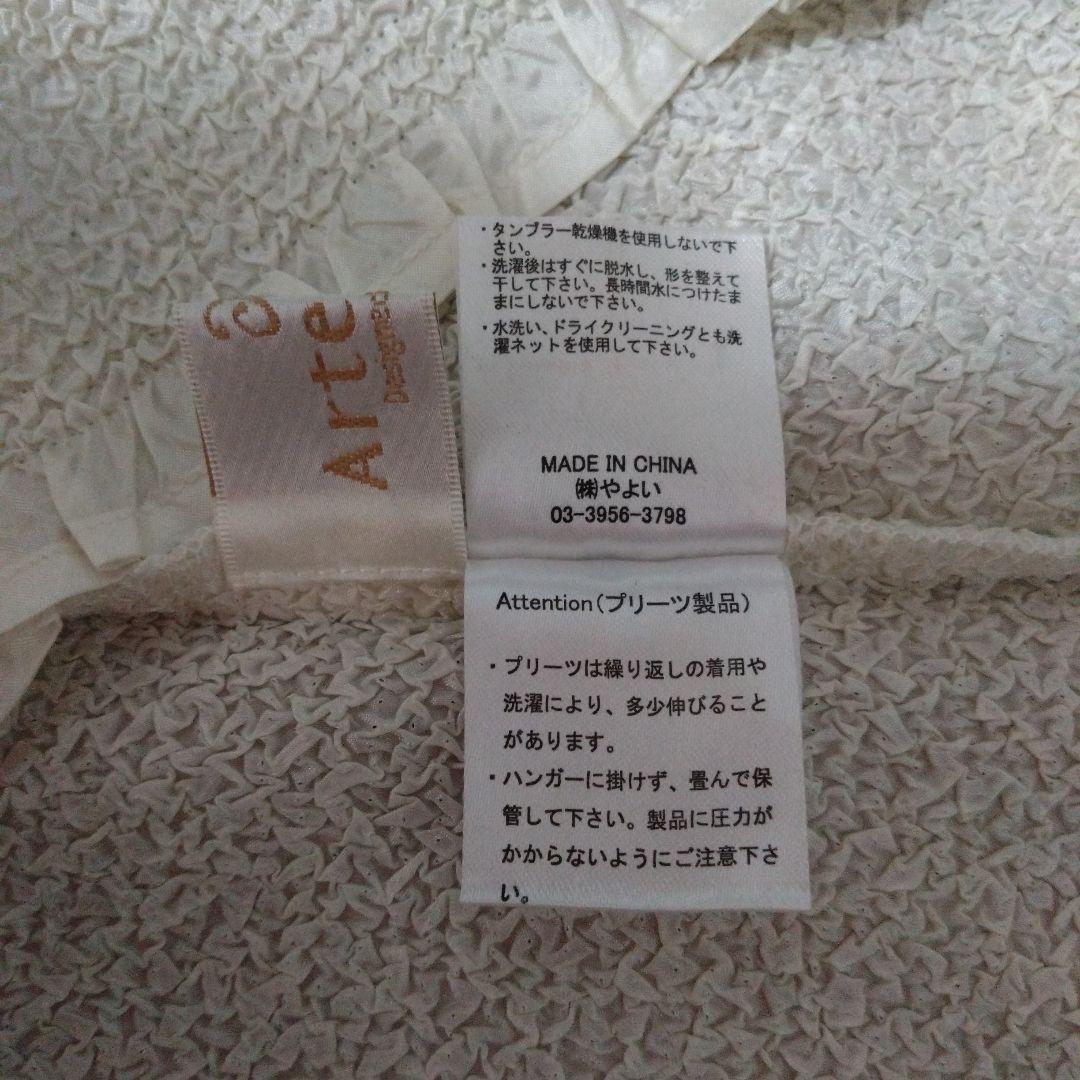 Arte
・タンブラー乾燥機を使用しないで下
さい。
・洗濯後はすぐに脱水し、形を整えて
干して下さい。長時間水につけたま
まにしないで下さい。
・水洗い、ドライクリーニングとも洗
濯ネットを使用して下さい。
MADE IN CHINA
㈱やよい
03-3956-3798
Attention(プリーツ製品)
・プリーツは繰り返しの着用や
洗濯により、多少伸びること
があります。
・ハンガーに掛けず、畳んで保
管して下さい。製品に圧力が
かからないようにご注意下さ
い。